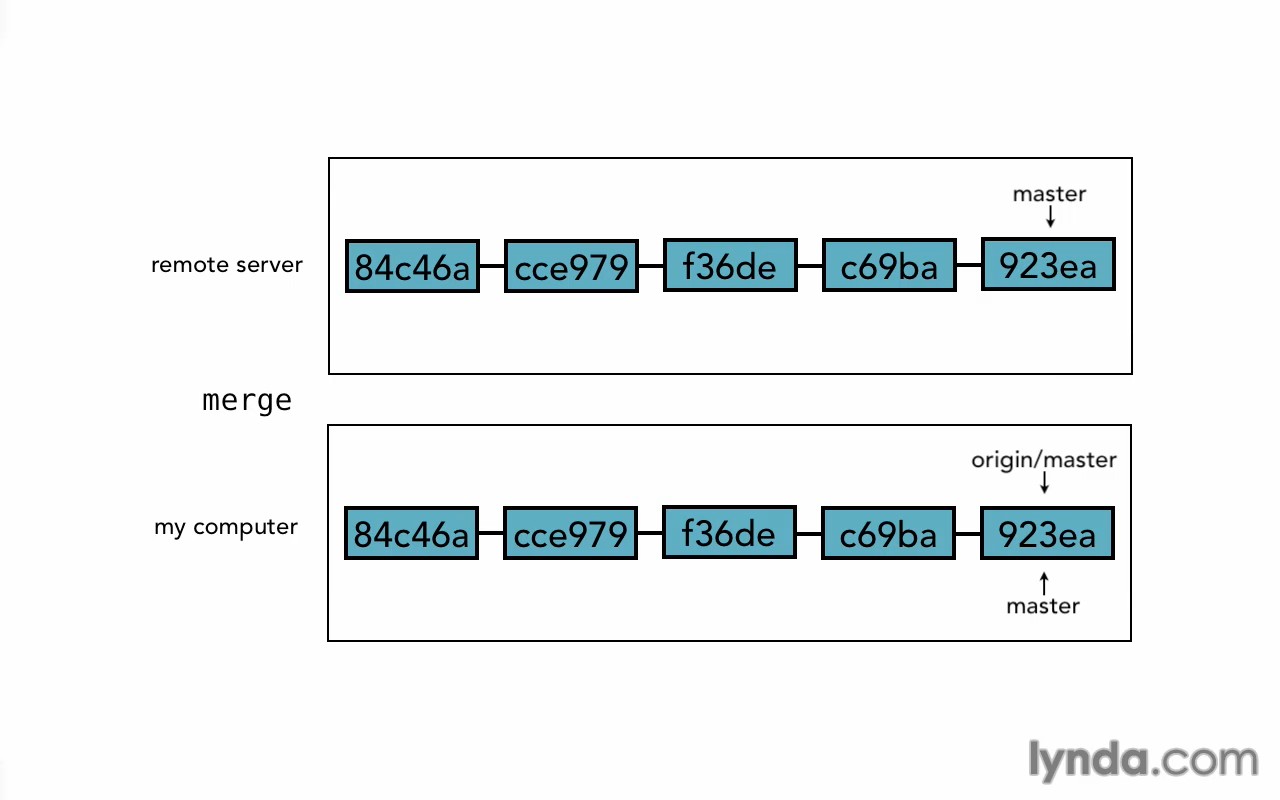 master
remote server
84c46a
cce979
f36de
c69ba
923ea
merge
origin/master
my computer
84c46a
cce979
f36de
c69ba
923ea
master
lynda.com